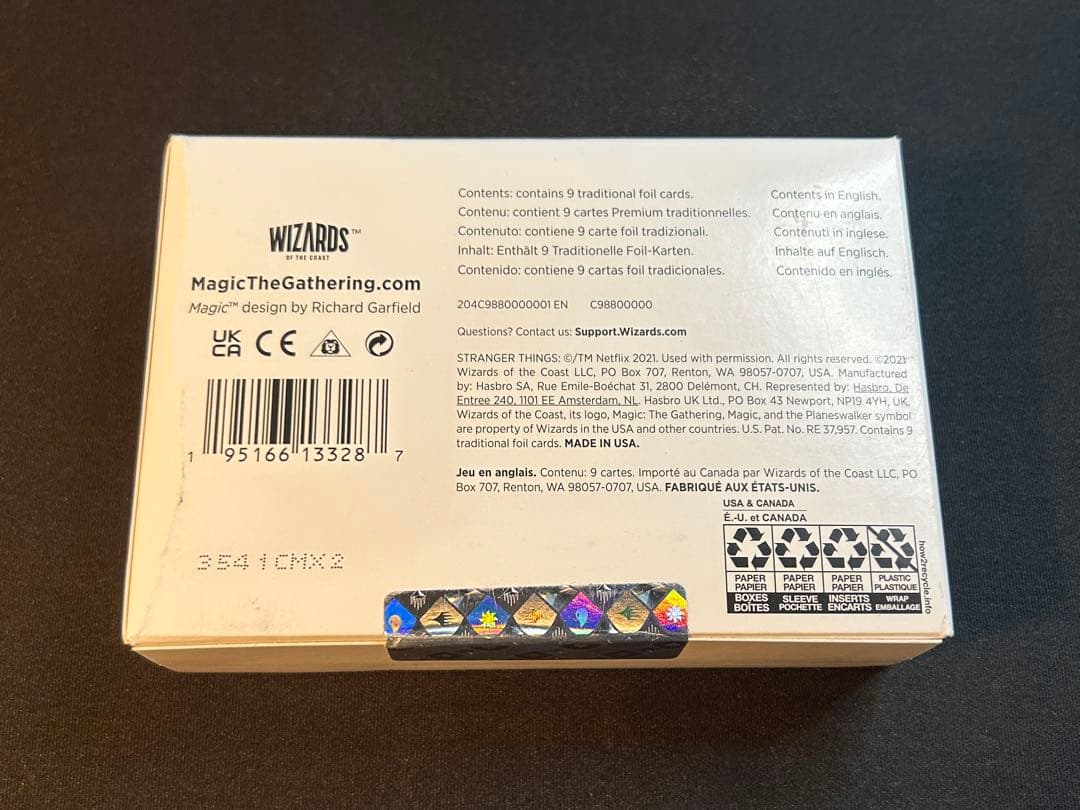 WIZARDS™
OF THE COAST
MagicTheGathering.com
Magic™ design by Richard Garfield
UK
CA CE
1 95166 13328 7
3541CMX2
Contents: contains 9 traditional foil cards. Contents in English.
Contenu: contient 9 cartes Premium traditionnelles. Contenu en anglais.
Contenuto: contiene 9 carte foil tradizionali. Contenuti in inglese.
Inhalt: Enthält 9 Traditionelle Foil-Karten. Inhalte auf Englisch.
Contenido: contiene 9 cartas foil tradicionales. Contenido en inglés.
204C9880000001 EN C98800000
Questions? Contact us: Support.Wizards.com
STRANGER THINGS: ©/TM Netflix 2021. Used with permission. All rights reserved. ©2021
Wizards of the Coast LLC, PO Box 707, Renton, WA 98057-0707, USA. Manufactured
by: Hasbro SA, Rue Emile-Boéchat 31, 2800 Delémont, CH. Represented by: Hasbro, De
Entree 240, 1101 EE Amsterdam, NL. Hasbro UK Ltd., PO Box 43 Newport, NP19 4YH, UK.
Wizards of the Coast, its logo, Magic: The Gathering, Magic, and the Planeswalker symbol
are property of Wizards in the USA and other countries. U.S. Pat. No. RE 37,957. Contains 9
traditional foil cards. MADE IN USA.
Jeu en anglais. Contenu: 9 cartes. Importé au Canada par Wizards of the Coast LLC, PO
Box 707, Renton, WA 98057-0707, USA. FABRIQUÉ AUX ÉTATS-UNIS.
USA & CANADA
É.-U. et CANADA
PAPER PAPER PAPER PLASTIC
PAPIER PAPIER PAPIER PLASTIQUE
BOXES SLEEVE INSERTS WRAP
BOÎTES POCHETTE ENCARTS EMBALLAGE
how2recycle.info